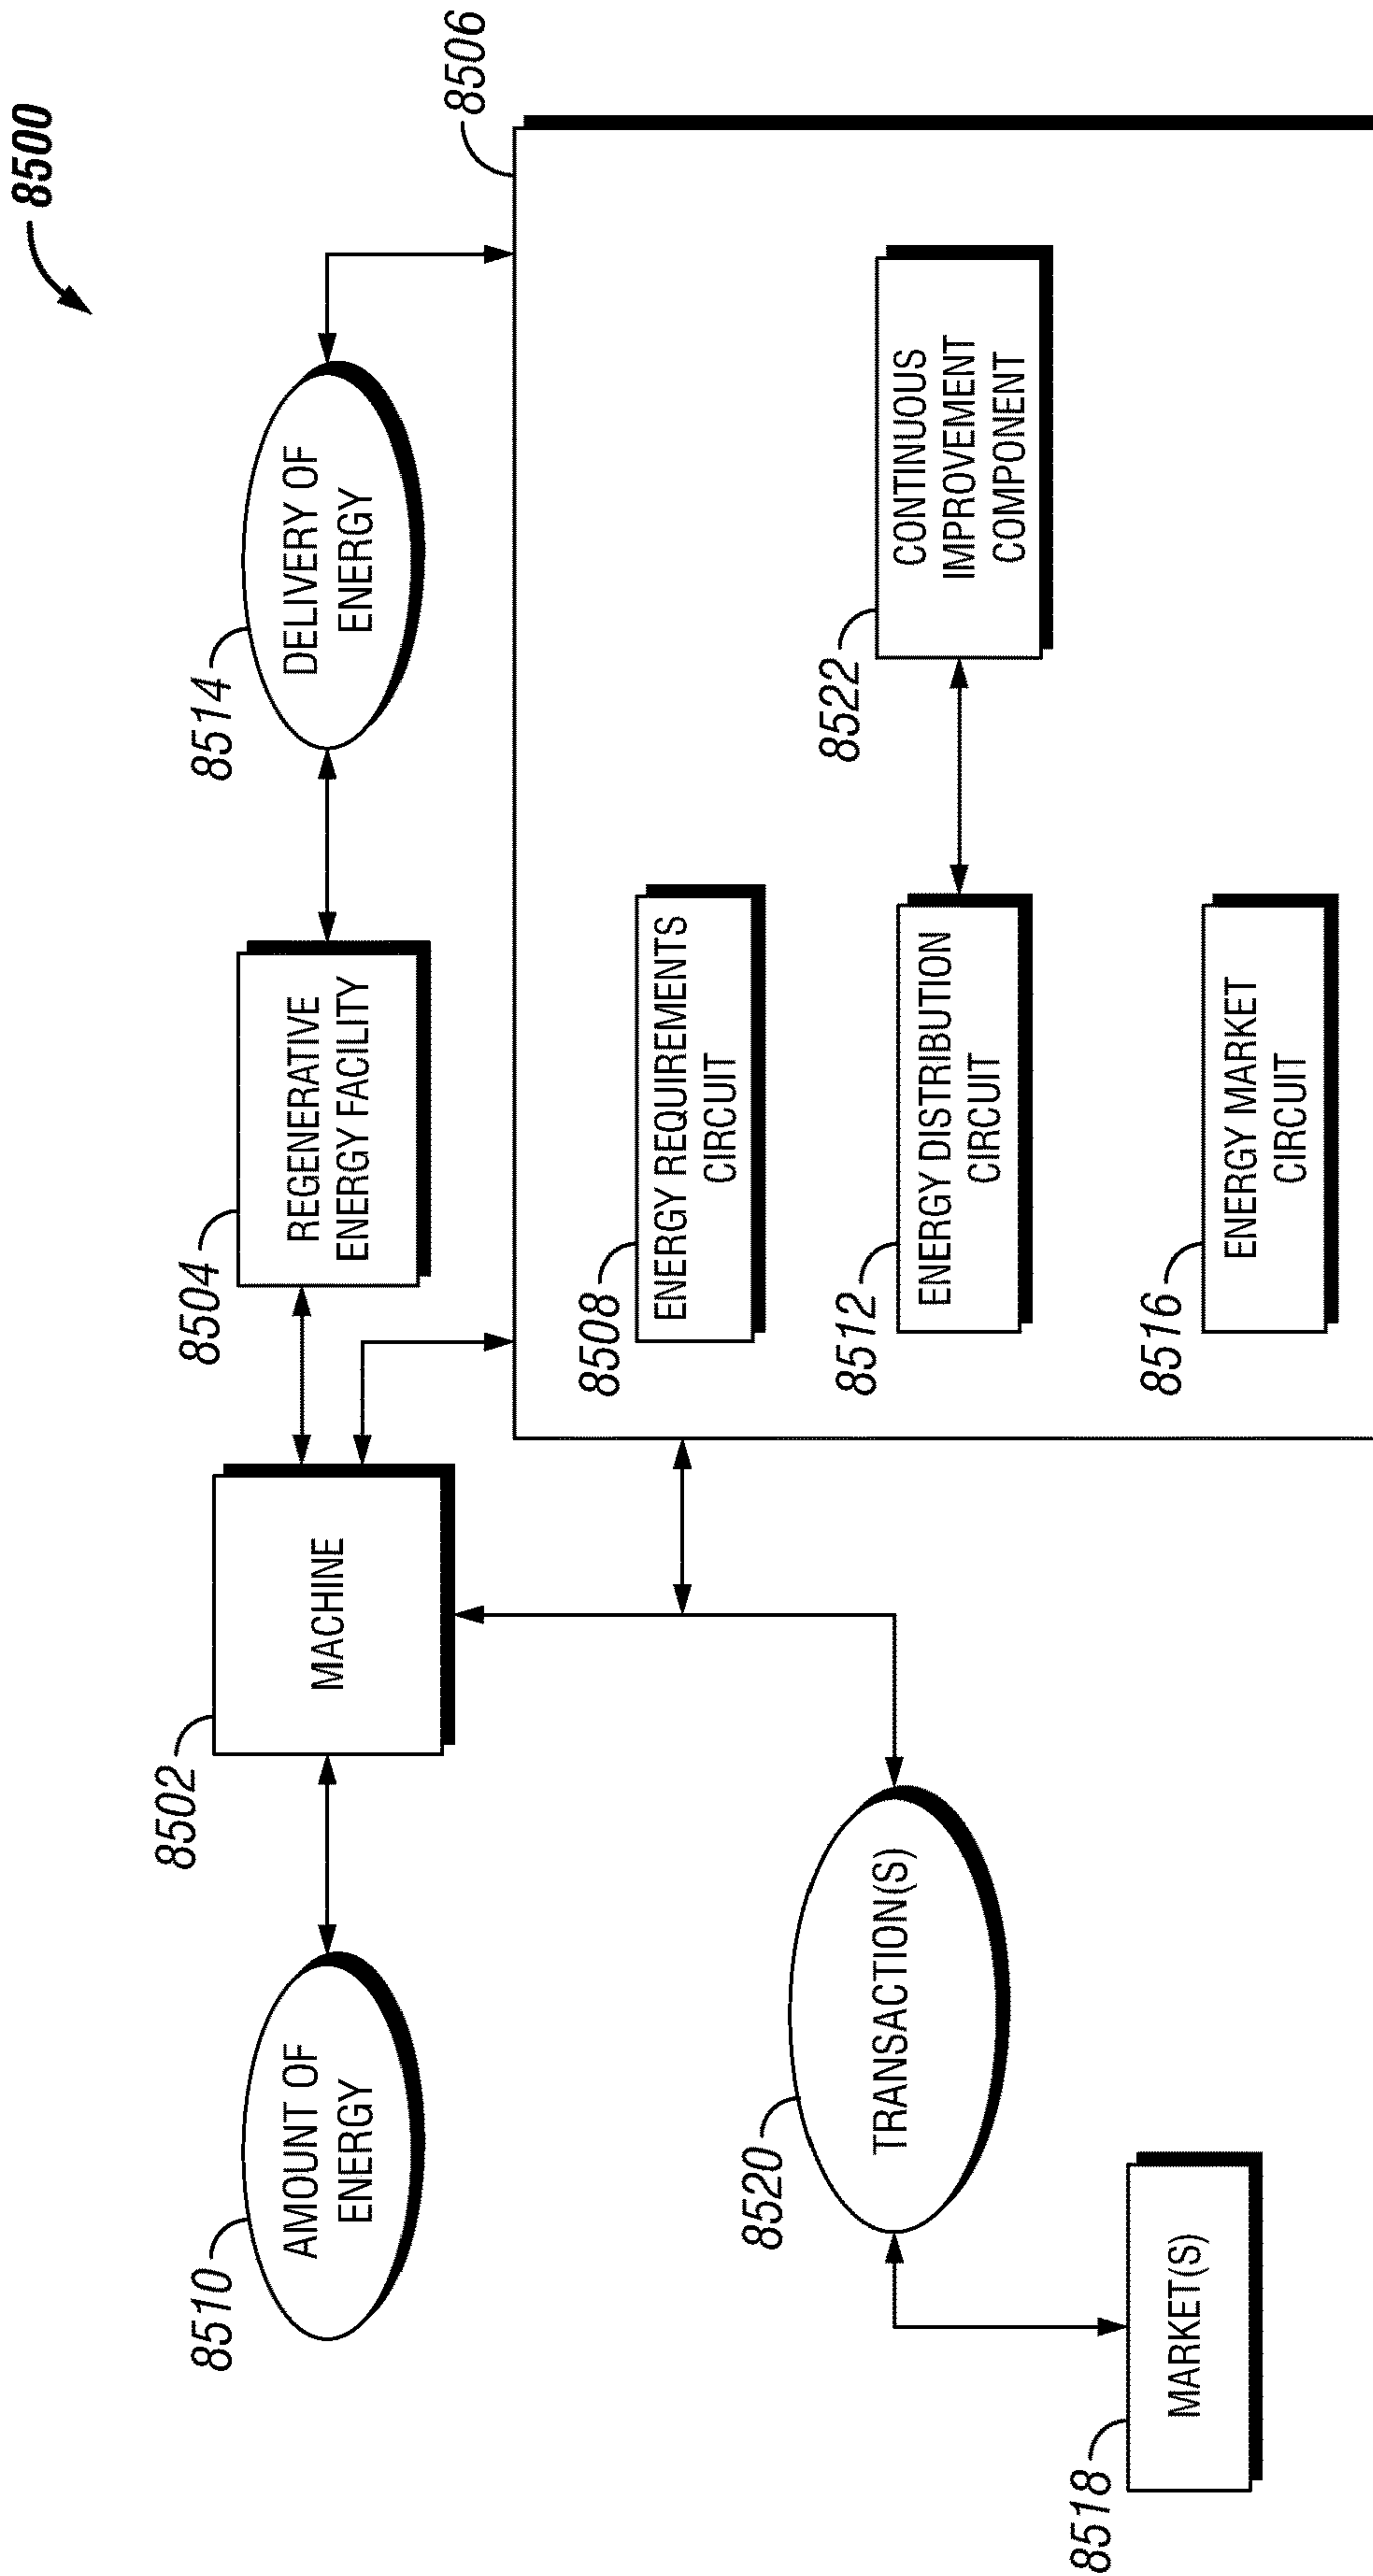 8500
8510
AMOUNT OF
ENERGY
8502
MACHINE
8504
REGENERATIVE
ENERGY FACILITY
8514
DELIVERY OF
ENERGY
8506
8508
ENERGY REQUIREMENTS
CIRCUIT
8520
TRANSACTION(S)
8512
ENERGY DISTRIBUTION
CIRCUIT
8522
CONTINUOUS
IMPROVEMENT
COMPONENT
8518
MARKET(S)
8516
ENERGY MARKET
CIRCUIT